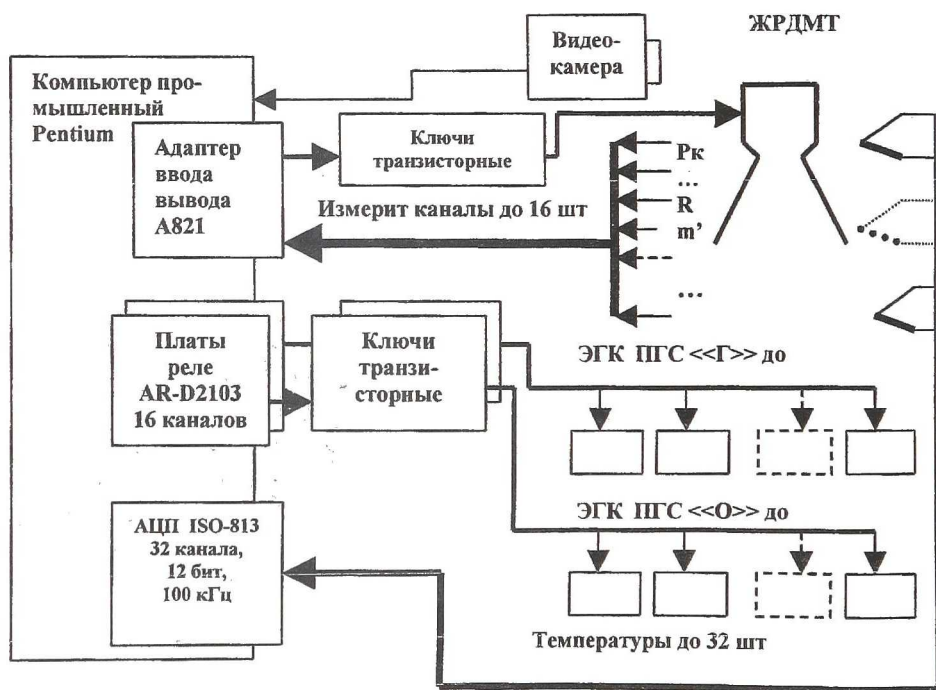 ЖРДМТ
Видео-
камера
Компьютер про-
мышленный
Pentium
Адаптер
ввода
вывода
А821
Ключи
транзисторные
Рк
...
R
m’
...
Измерит каналы до 16 шт
Платы
реле
AR-D2103
16 каналов
Ключи
транзи-
сторные
ЭГК ПГС <<Г>> до
ЭГК ПГС <<О>> до
АЦП ISO-813
32 канала,
12 бит,
100 кГц
Температуры до 32 шт